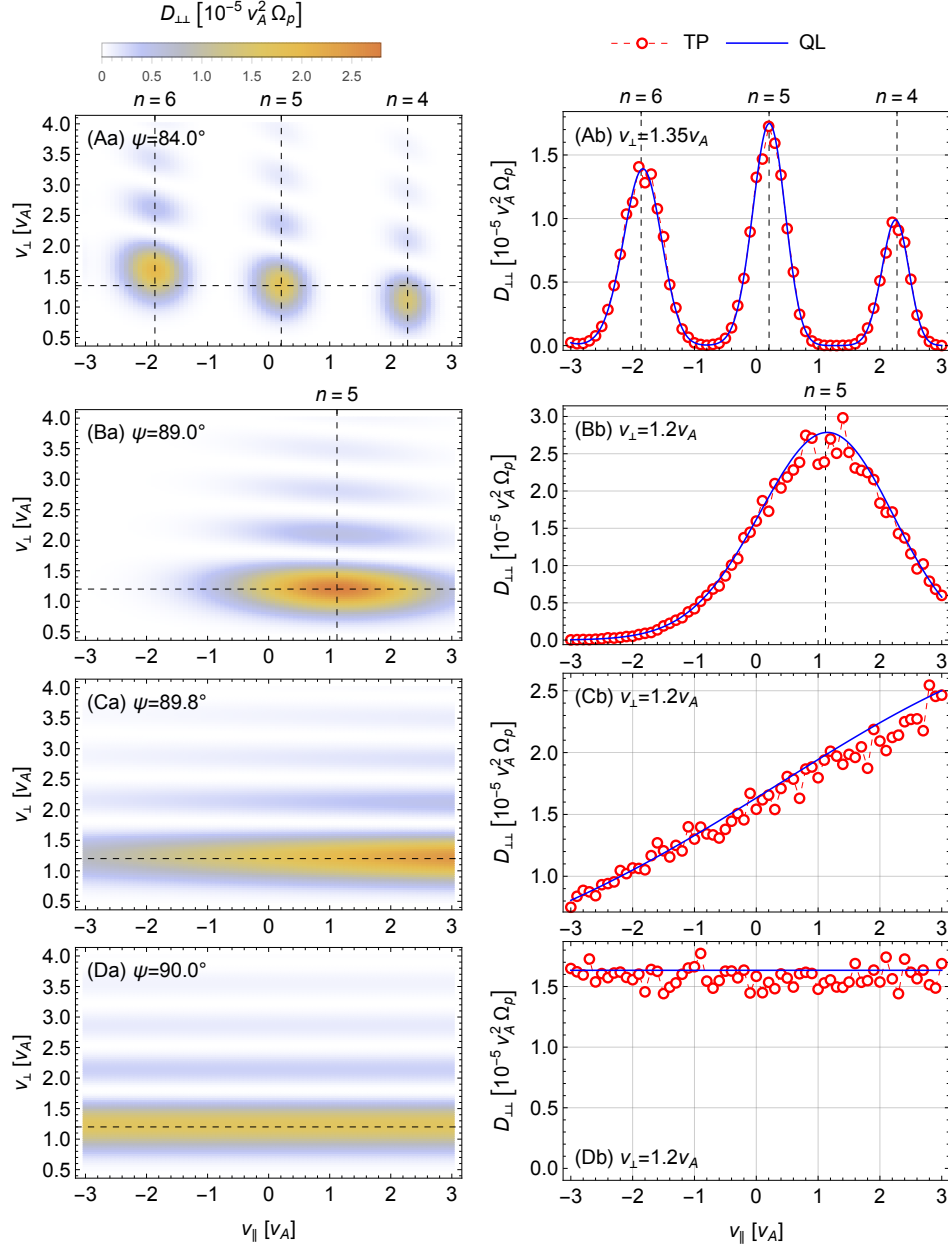 D⊥⊥ [10⁻⁵ v_A² Ω_p]
0 0.5 1.0 1.5 2.0 2.5
TP QL
n=6 n=5 n=4
(Aa) ψ=84.0°
v⊥ [v_A]
4.0
3.5
3.0
2.5
2.0
1.5
1.0
0.5
−3 −2 −1 0 1 2 3
n=6 n=5 n=4
(Ab) v⊥=1.35v_A
D⊥⊥ [10⁻⁵ v_A² Ω_p]
1.5
1.0
0.5
0.0
−3 −2 −1 0 1 2 3
n=5
(Ba) ψ=89.0°
v⊥ [v_A]
4.0
3.5
3.0
2.5
2.0
1.5
1.0
0.5
−3 −2 −1 0 1 2 3
n=5
(Bb) v⊥=1.2v_A
D⊥⊥ [10⁻⁵ v_A² Ω_p]
3.0
2.5
2.0
1.5
1.0
0.5
0.0
−3 −2 −1 0 1 2 3
(Ca) ψ=89.8°
v⊥ [v_A]
4.0
3.5
3.0
2.5
2.0
1.5
1.0
0.5
−3 −2 −1 0 1 2 3
(Cb) v⊥=1.2v_A
D⊥⊥ [10⁻⁵ v_A² Ω_p]
2.5
2.0
1.5
1.0
−3 −2 −1 0 1 2 3
(Da) ψ=90.0°
v⊥ [v_A]
4.0
3.5
3.0
2.5
2.0
1.5
1.0
0.5
−3 −2 −1 0 1 2 3
v∥ [v_A]
D⊥⊥ [10⁻⁵ v_A² Ω_p]
1.5
1.0
0.5
0.0
(Db) v⊥=1.2v_A
−3 −2 −1 0 1 2 3
v∥ [v_A]